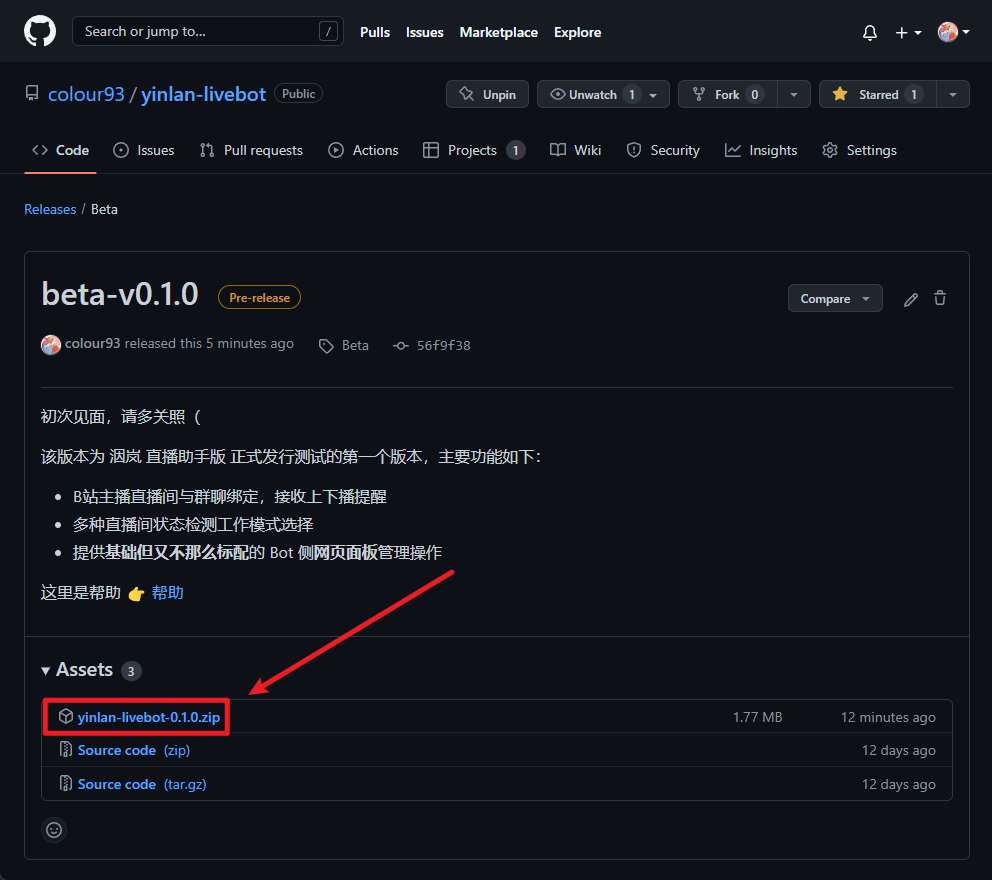 Search or jump to... /
Pulls Issues Marketplace Explore
colour93 / yinlan-livebot Public
Unpin Unwatch 1 Fork 0 Starred 1
Code Issues Pull requests Actions Projects 1 Wiki Security Insights Settings
Releases / Beta
beta-v0.1.0 Pre-release Compare
colour93 released this 5 minutes ago Beta 56f9f38
初次见面，请多关照（
该版本为 洇岚 直播助手版 正式发行测试的第一个版本，主要功能如下：
B站主播直播间与群聊绑定，接收上下播提醒
多种直播间状态检测工作模式选择
提供基础但又不那么标配的 Bot 侧网页面板管理操作
这里是帮助 👉 帮助
Assets 3
yinlan-livebot-0.1.0.zip 1.77 MB 12 minutes ago
Source code (zip) 12 days ago
Source code (tar.gz) 12 days ago